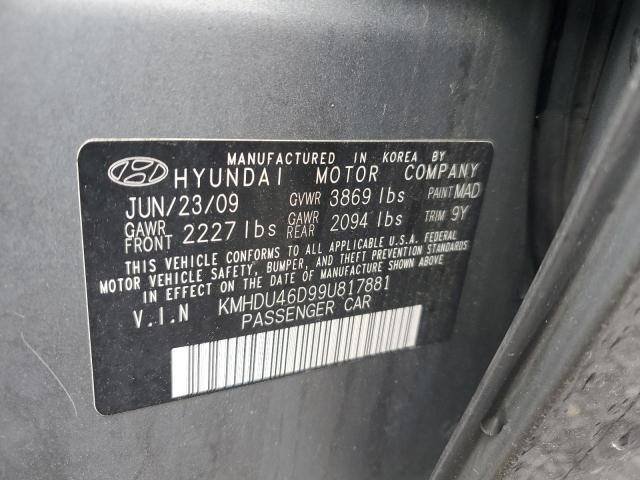 MANUFACTURED IN KOREA BY
HYUNDAI MOTOR COMPANY
JUN/23/09 GVWR 3869 lbs PAINT MAD
GAWR FRONT 2227 lbs GAWR REAR 2094 lbs TRIM 9Y
THIS VEHICLE CONFORMS TO ALL APPLICABLE U.S.A. FEDERAL
MOTOR VEHICLE SAFETY, BUMPER, AND THEFT PREVENTION STANDARDS
IN EFFECT ON THE DATE OF MANUFACTURE
V.I.N KMHDU46D99U817881
PASSENGER CAR